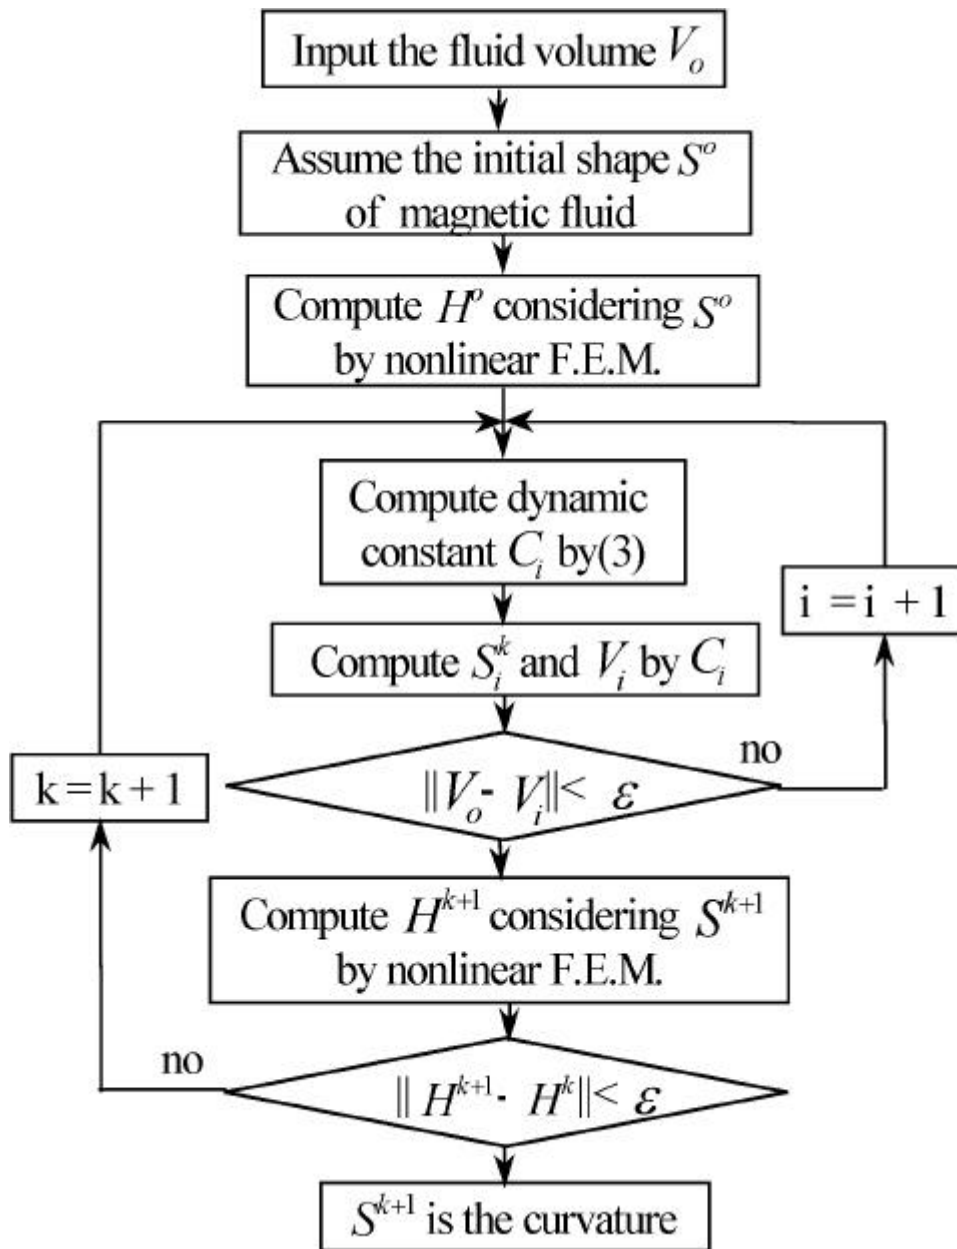 Input the fluid volume V_o
Assume the initial shape S^o
of magnetic fluid
Compute H^o considering S^o
by nonlinear F.E.M.
Compute dynamic
constant C_i by(3)
i = i + 1
Compute S_i^k and V_i by C_i
no
k = k + 1
||V_o - V_i|| < ε
Compute H^{k+1} considering S^{k+1}
by nonlinear F.E.M.
no
|| H^{k+1} - H^k || < ε
S^{k+1} is the curvature